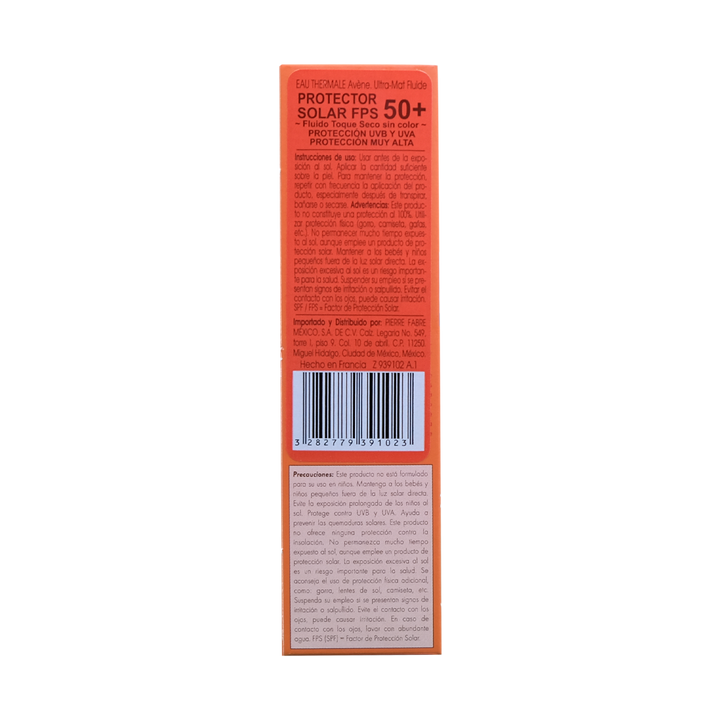 EAU THERMALE Avène. Ultra-Mat Fluide
PROTECTOR
SOLAR FPS 50+
~ Fluido Toque Seco sin color ~
PROTECCIÓN UVB Y UVA
PROTECCIÓN MUY ALTA
Instrucciones de uso: Usar antes de la expo-
sición al sol. Aplicar la cantidad suficiente
sobre la piel. Para mantener la protección,
repetir con frecuencia la aplicación del pro-
ducto, especialmente después de transpirar,
bañarse o secarse. Advertencias: Este produc-
to no constituye una protección al 100%. Utili-
zar protección física (gorro, camiseta, gafas,
etc.). No permanecer mucho tiempo expues-
to al sol, aunque emplee un producto de pro-
tección solar. Mantener a los bebés y niños
pequeños fuera de la luz solar directa. La ex-
posición excesiva al sol es un riesgo importan-
te para la salud. Suspender su empleo si se pre-
sentan signos de irritación o salpullido. Evitar el
contacto con los ojos, puede causar irritación.
SPF / FPS = Factor de Protección Solar.
Importado y Distribuido por: PIERRE FABRE
MÉXICO, S.A. DE C.V. Cdz. Legaria No. 549,
torre 1, piso 9. Col. 10 de abril. C.P. 11250
Miguel Hidalgo, Ciudad de México, México.
Hecho en Francia Z 939102 A.1
3 282779 391023
Precauciones: Este producto no está formulado
para su uso en niños. Mantenga a los bebés y
niños pequeños fuera de la luz solar directa.
Evite la exposición prolongada de los niños al
sol. Protege contra UVB y UVA. Ayuda a
prevenir las quemaduras solares. Este producto
no ofrece ninguna protección contra la
insolación. No permanezca mucho tiempo
expuesto al sol, aunque emplee un producto de
protección solar. La exposición excesiva al sol
es un riesgo importante para la salud. Se
aconseja el uso de protección física adicional,
como: gorra, lentes de sol, camiseta, etc.
Suspenda su empleo si se presentan signos de
irritación o salpullido. Evite el contacto con los
ojos, puede causar irritación. En caso de
contacto con los ojos, lavar con abundante
agua. FPS (SPF) = Factor de Protección Solar.